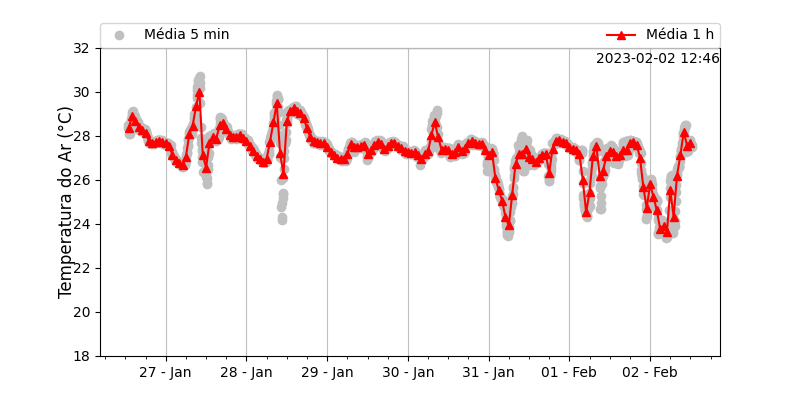 Média 5 min
Média 1 h
2023-02-02 12:46
Temperatura do Ar (°C)
32
30
28
26
24
22
20
18
27 - Jan
28 - Jan
29 - Jan
30 - Jan
31 - Jan
01 - Feb
02 - Feb